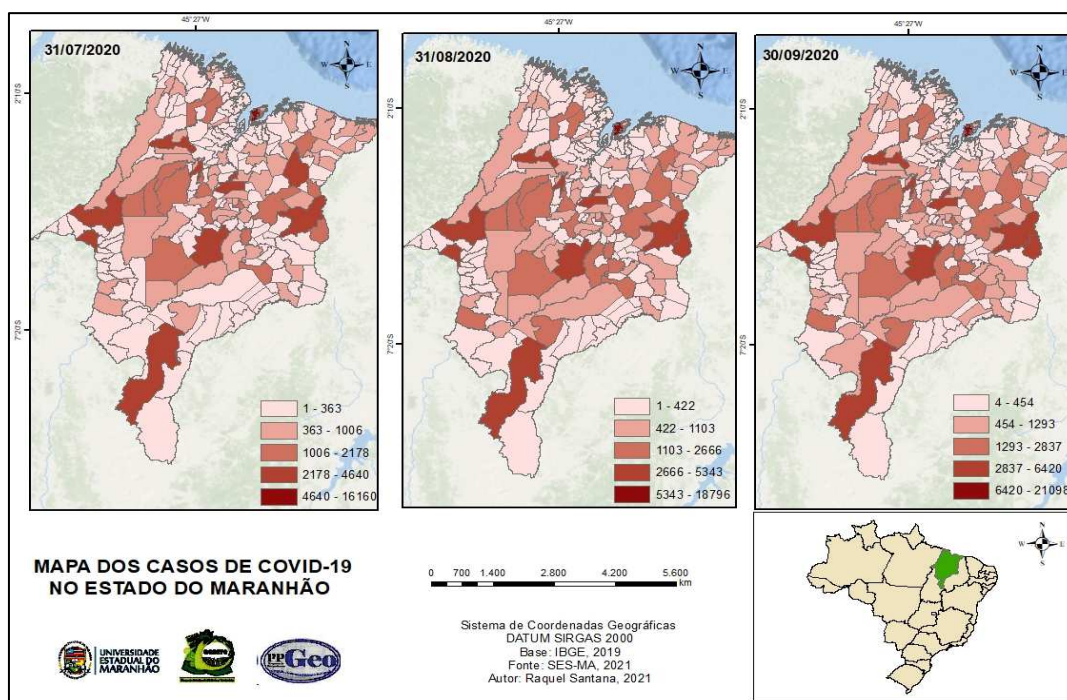 45°27'W
45°27'W
31/07/2020
N
W E
S
2°10'S
7°20'S
1 - 363
363 - 1006
1006 - 2178
2178 - 4640
4640 - 16160
31/08/2020
N
W E
S
2°10'S
7°20'S
1 - 422
422 - 1103
1103 - 2666
2666 - 5343
5343 - 18796
30/09/2020
N
W E
S
2°10'S
7°20'S
4 - 454
454 - 1293
1293 - 2837
2837 - 6420
6420 - 21098
MAPA DOS CASOS DE COVID-19
NO ESTADO DO MARANHÃO
UNIVERSIDADE
ESTADUAL DO
MARANHÃO
PPGeo
0 700 1.400 2.800 4.200 5.600
km
Sistema de Coordenadas Geográficas
DATUM SIRGAS 2000
Base: IBGE, 2019
Fonte: SES-MA, 2021
Autor: Raquel Santana, 2021
N
W E
S